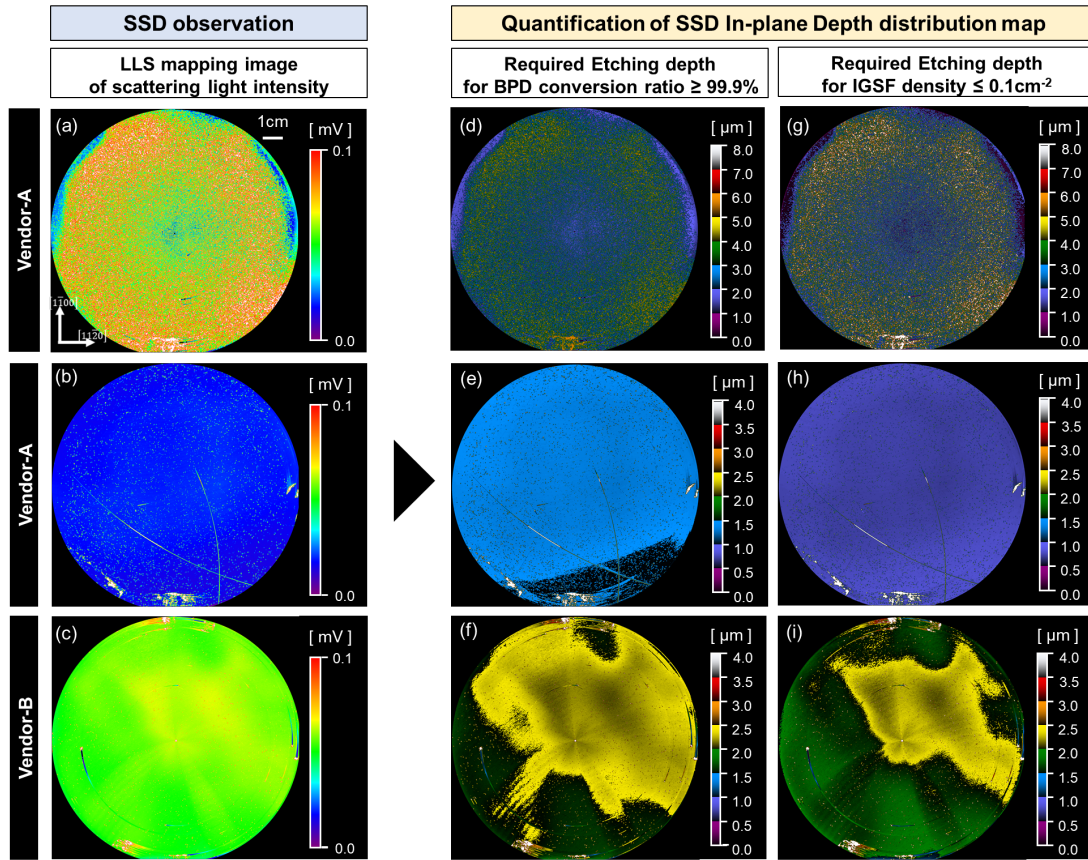 SSD observation
Quantification of SSD In-plane Depth distribution map
LLS mapping image
of scattering light intensity
Required Etching depth
for BPD conversion ratio ≥ 99.9%
Required Etching depth
for IGSF density ≤ 0.1cm⁻²
Vendor-A
(a)
1cm
[ mV ]
0.1
0.0
[1̄100]
[112̄0]
(d)
[ μm ]
8.0
7.0
6.0
5.0
4.0
3.0
2.0
1.0
0.0
(g)
[ μm ]
8.0
7.0
6.0
5.0
4.0
3.0
2.0
1.0
0.0
Vendor-A
(b)
[ mV ]
0.1
0.0
(e)
[ μm ]
4.0
3.5
3.0
2.5
2.0
1.5
1.0
0.5
0.0
(h)
[ μm ]
4.0
3.5
3.0
2.5
2.0
1.5
1.0
0.5
0.0
Vendor-B
(c)
[ mV ]
0.1
0.0
(f)
[ μm ]
4.0
3.5
3.0
2.5
2.0
1.5
1.0
0.5
0.0
(i)
[ μm ]
4.0
3.5
3.0
2.5
2.0
1.5
1.0
0.5
0.0